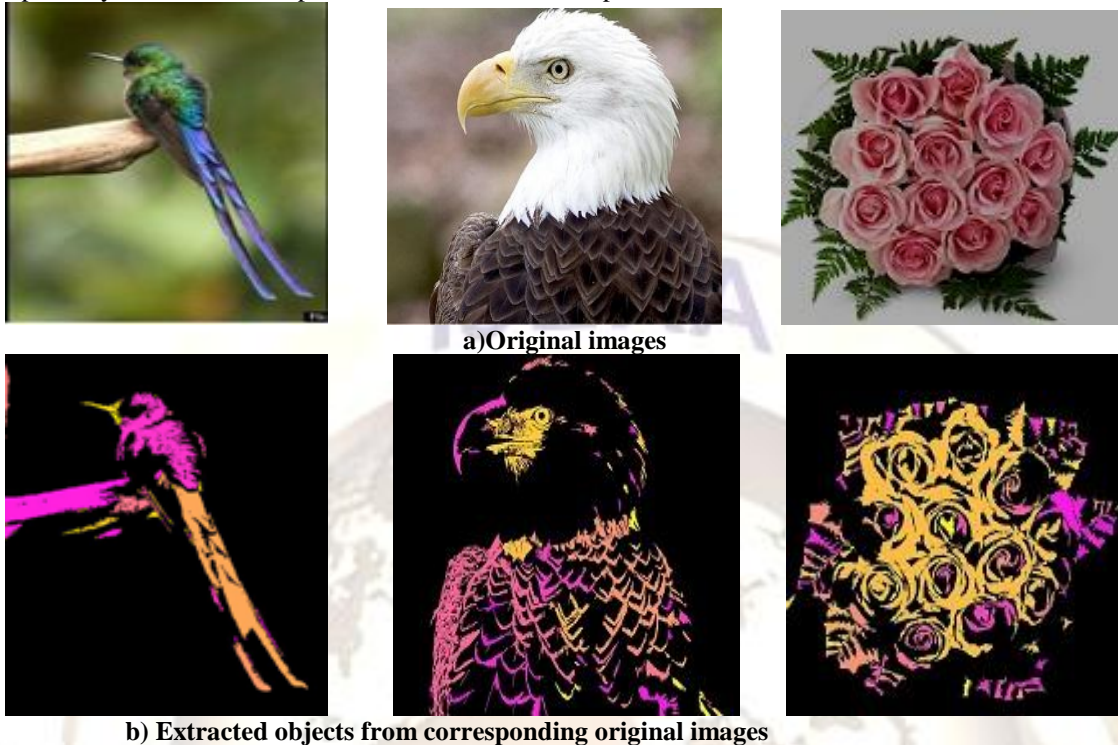 a)Original images
b) Extracted objects from corresponding original images